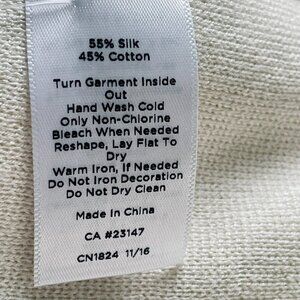 55% Silk
45% Cotton
Turn Garment Inside
Out
Hand Wash Cold
Only Non-Chlorine
Bleach When Needed
Reshape, Lay Flat To
Dry
Warm Iron, If Needed
Do Not Iron Decoration
Do Not Dry Clean
Made in China
CA #23147
CN1824 11/16